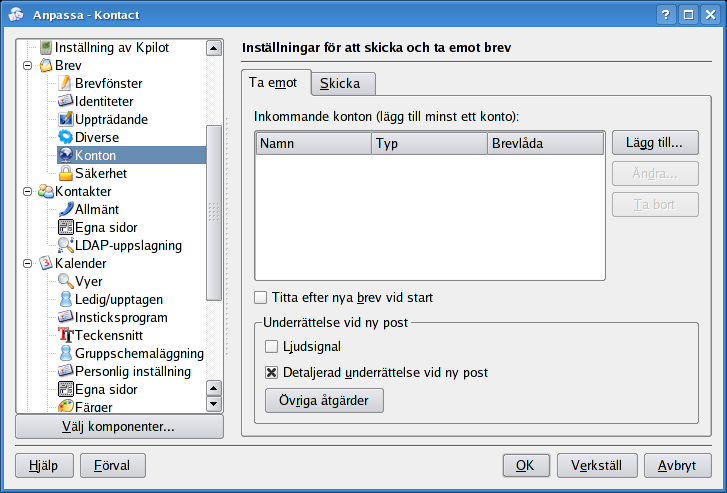 Anpassa - Kontact
Inställning av Kpilot
Brev
Brevfönster
Identiteter
Uppträdande
Diverse
Konton
Säkerhet
Kontakter
Allmänt
Egna sidor
LDAP-uppslagning
Kalender
Vyer
Ledig/upptagen
Insticksprogram
Teckensnitt
Gruppschemaläggning
Personlig inställning
Egna sidor
Färger
Välj komponenter...
Inställningar för att skicka och ta emot brev
Ta emot
Skicka
Inkommande konton (lägg till minst ett konto):
Namn Typ Brevlåda
Lägg till...
Ändra...
Ta bort
Titta efter nya brev vid start
Underrättelse vid ny post
Ljudsignal
Detaljerad underrättelse vid ny post
Övriga åtgärder
Hjälp Förval OK Verkställ Avbryt